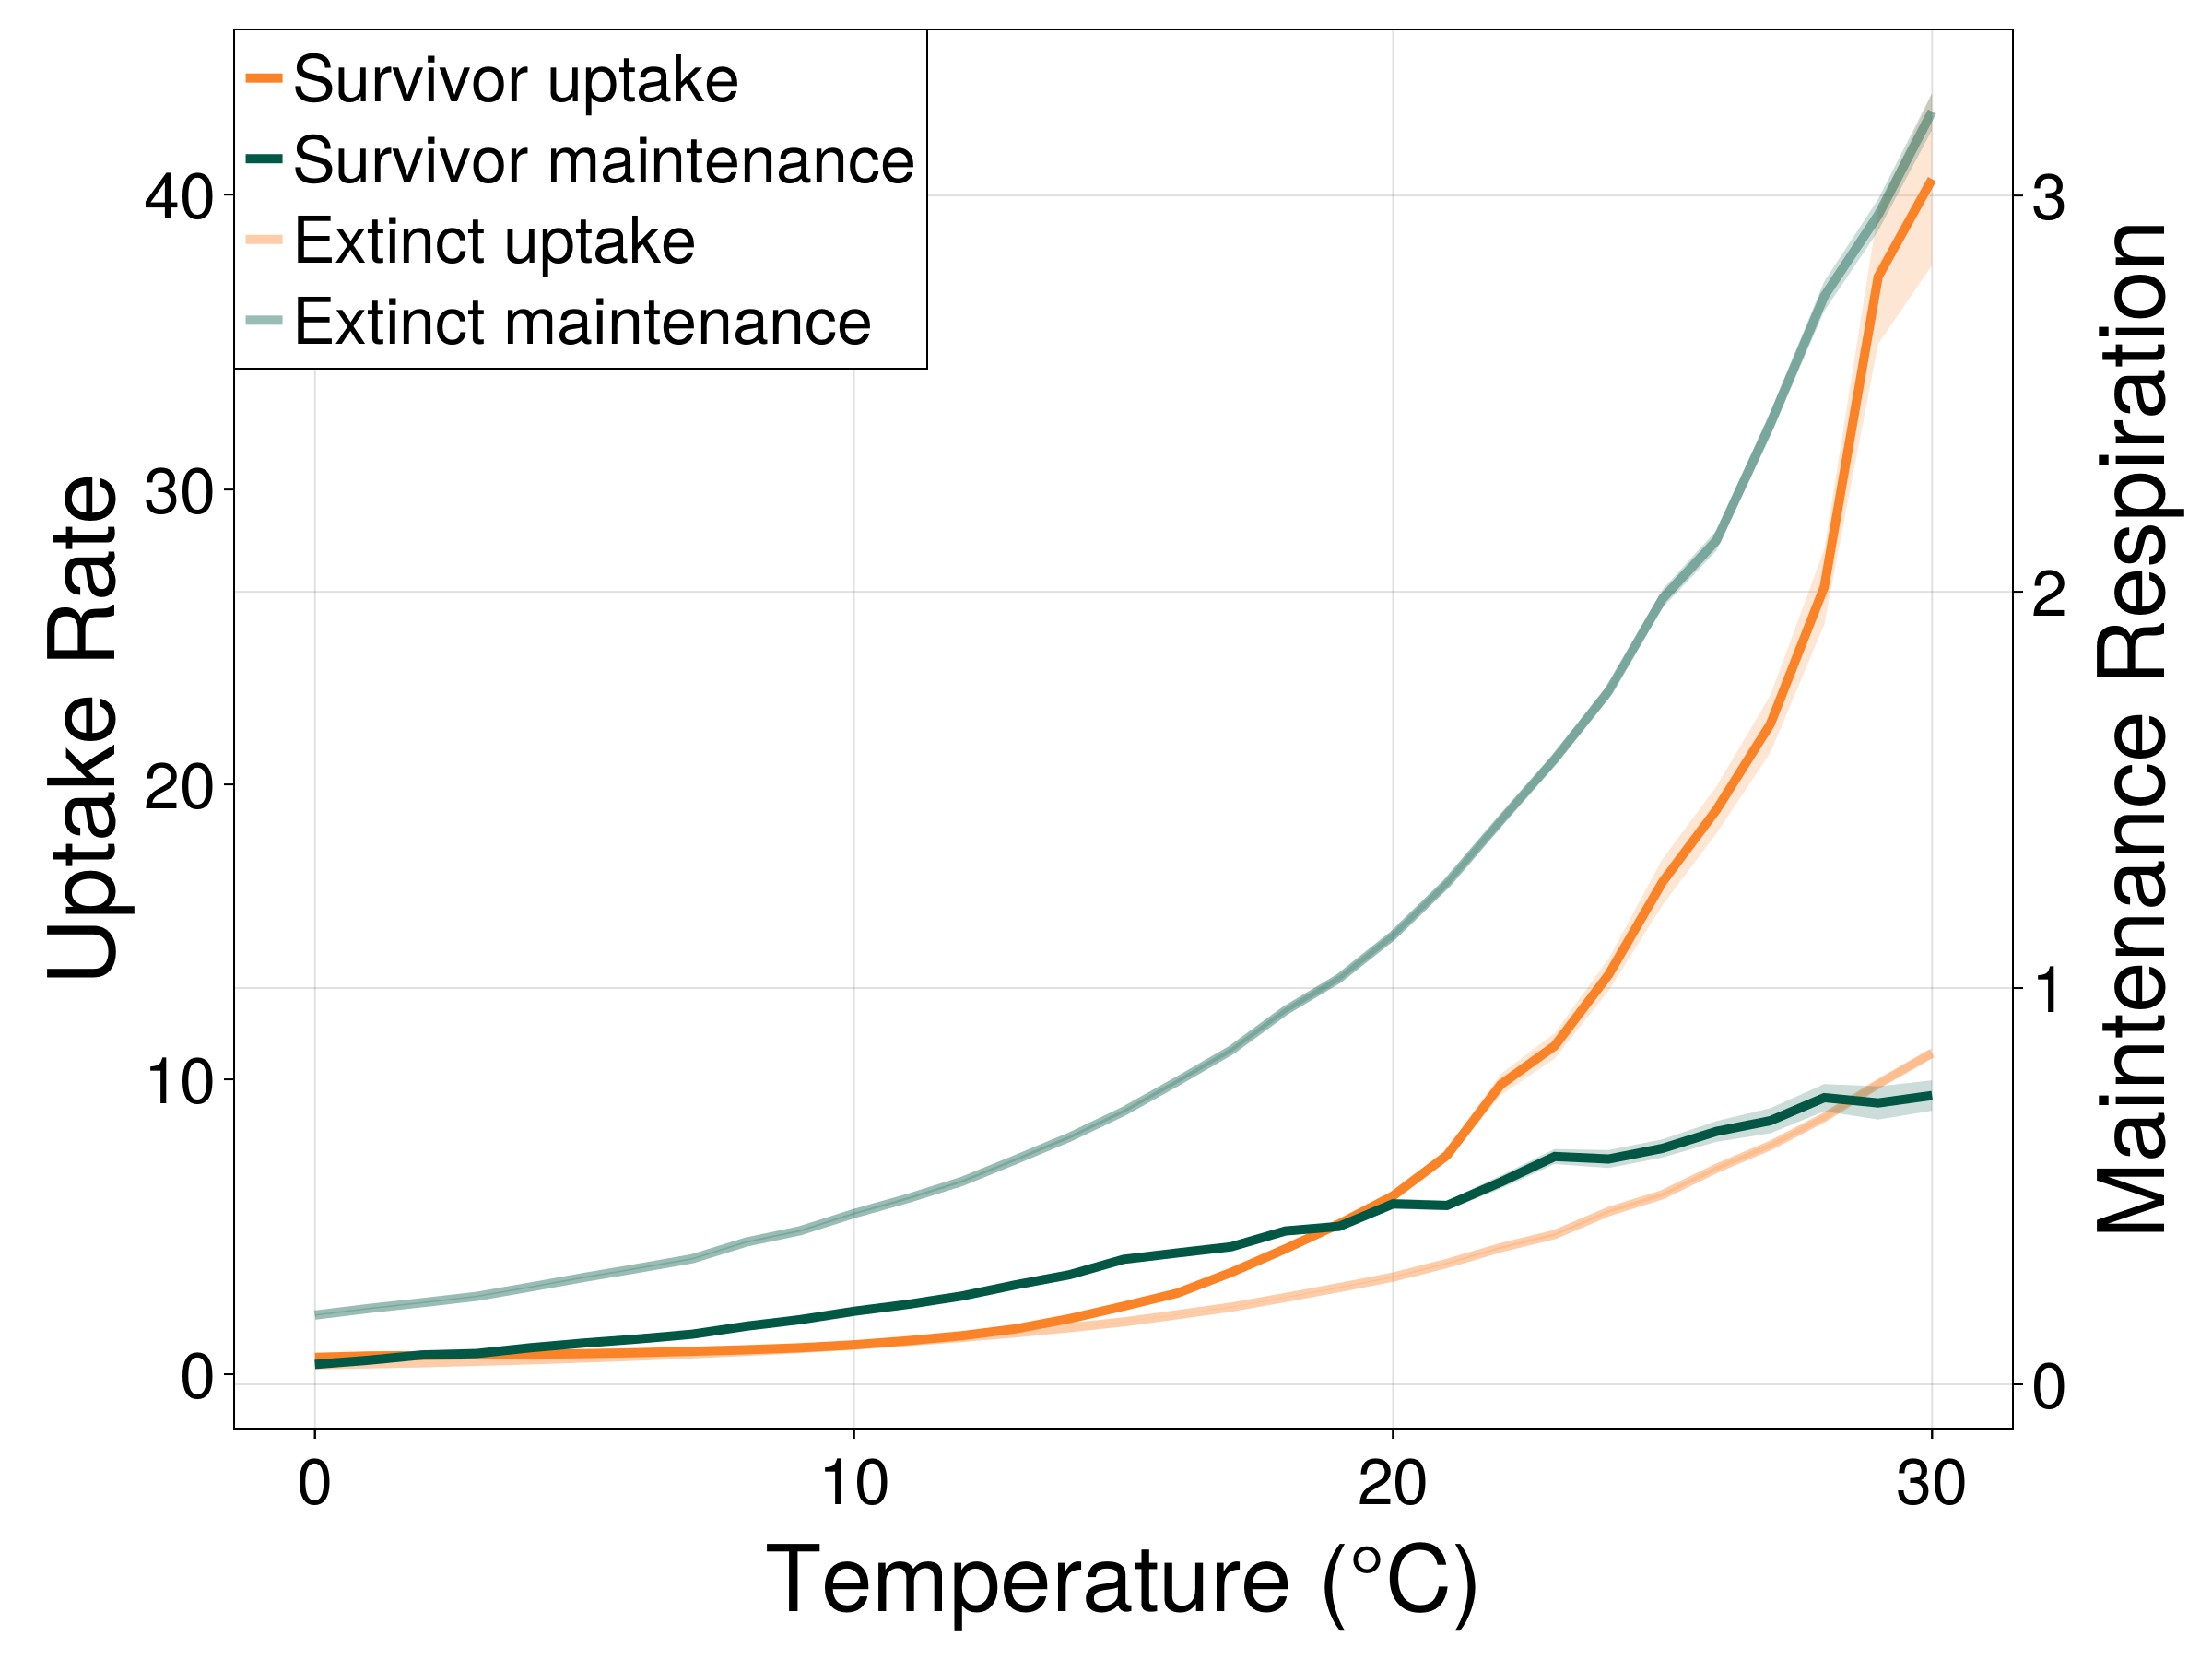 Survivor uptake
Survivor maintenance
Extinct uptake
Extinct maintenance
40
30
20
10
0
Uptake Rate
3
2
1
0
Maintenance Respiration
0 10 20 30
Temperature (°C)